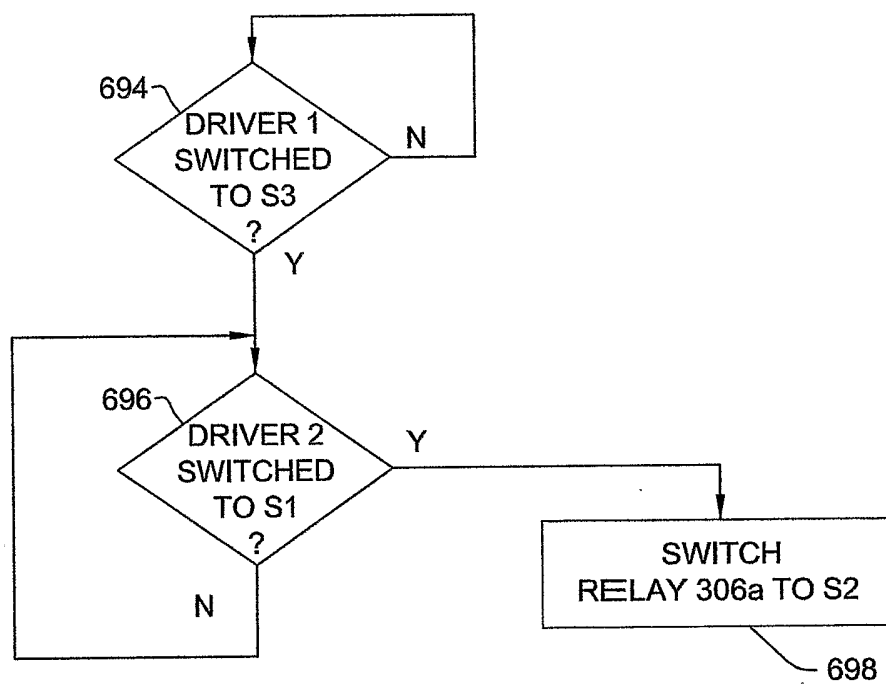 694
DRIVER 1
SWITCHED
TO S3
?
N
Y
696
DRIVER 2
SWITCHED
TO S1
?
Y
N
SWITCH
RELAY 306a TO S2
698